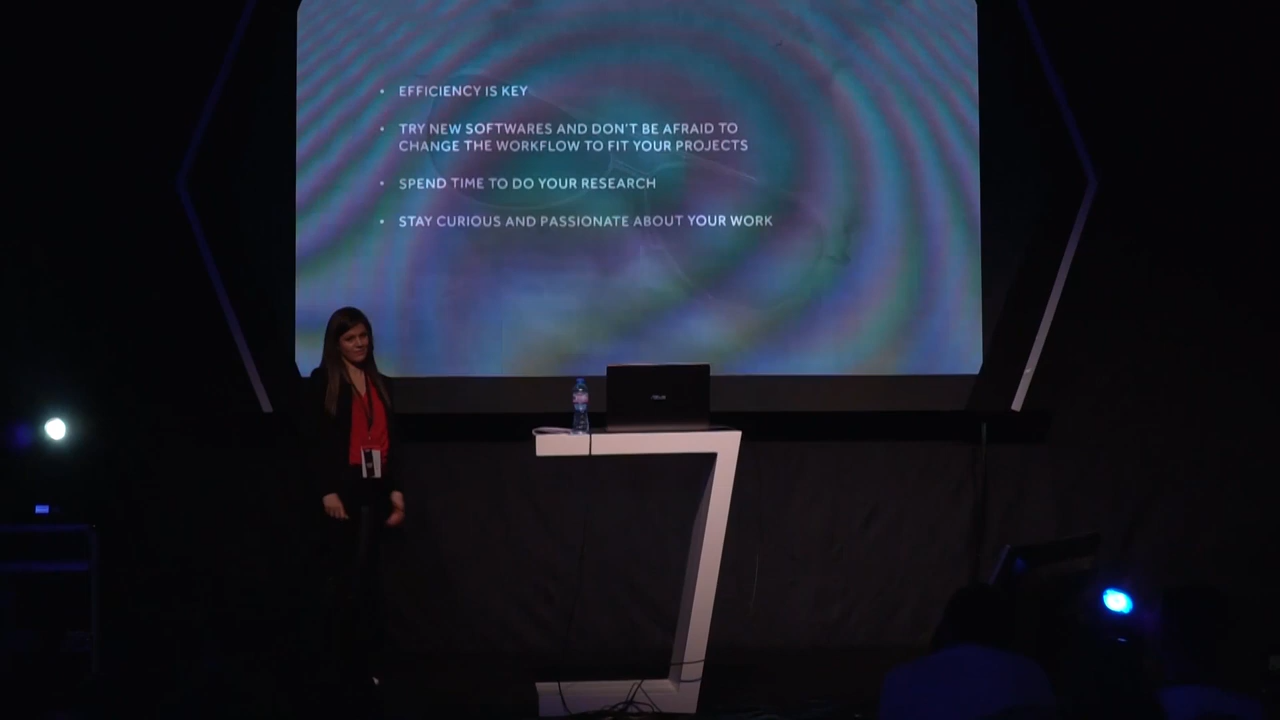 • EFFICIENCY IS KEY
• TRY NEW SOFTWARES AND DON'T BE AFRAID TO
CHANGE THE WORKFLOW TO FIT YOUR PROJECTS
• SPEND TIME TO DO YOUR RESEARCH
• STAY CURIOUS AND PASSIONATE ABOUT YOUR WORK
ASUS